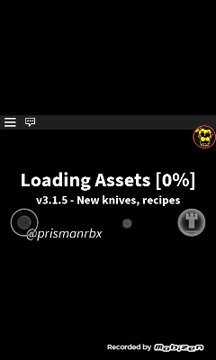 Loading Assets [0%]
v3.1.5 - New knives, recipes
@prismanrbx
Recorded by Mobizen